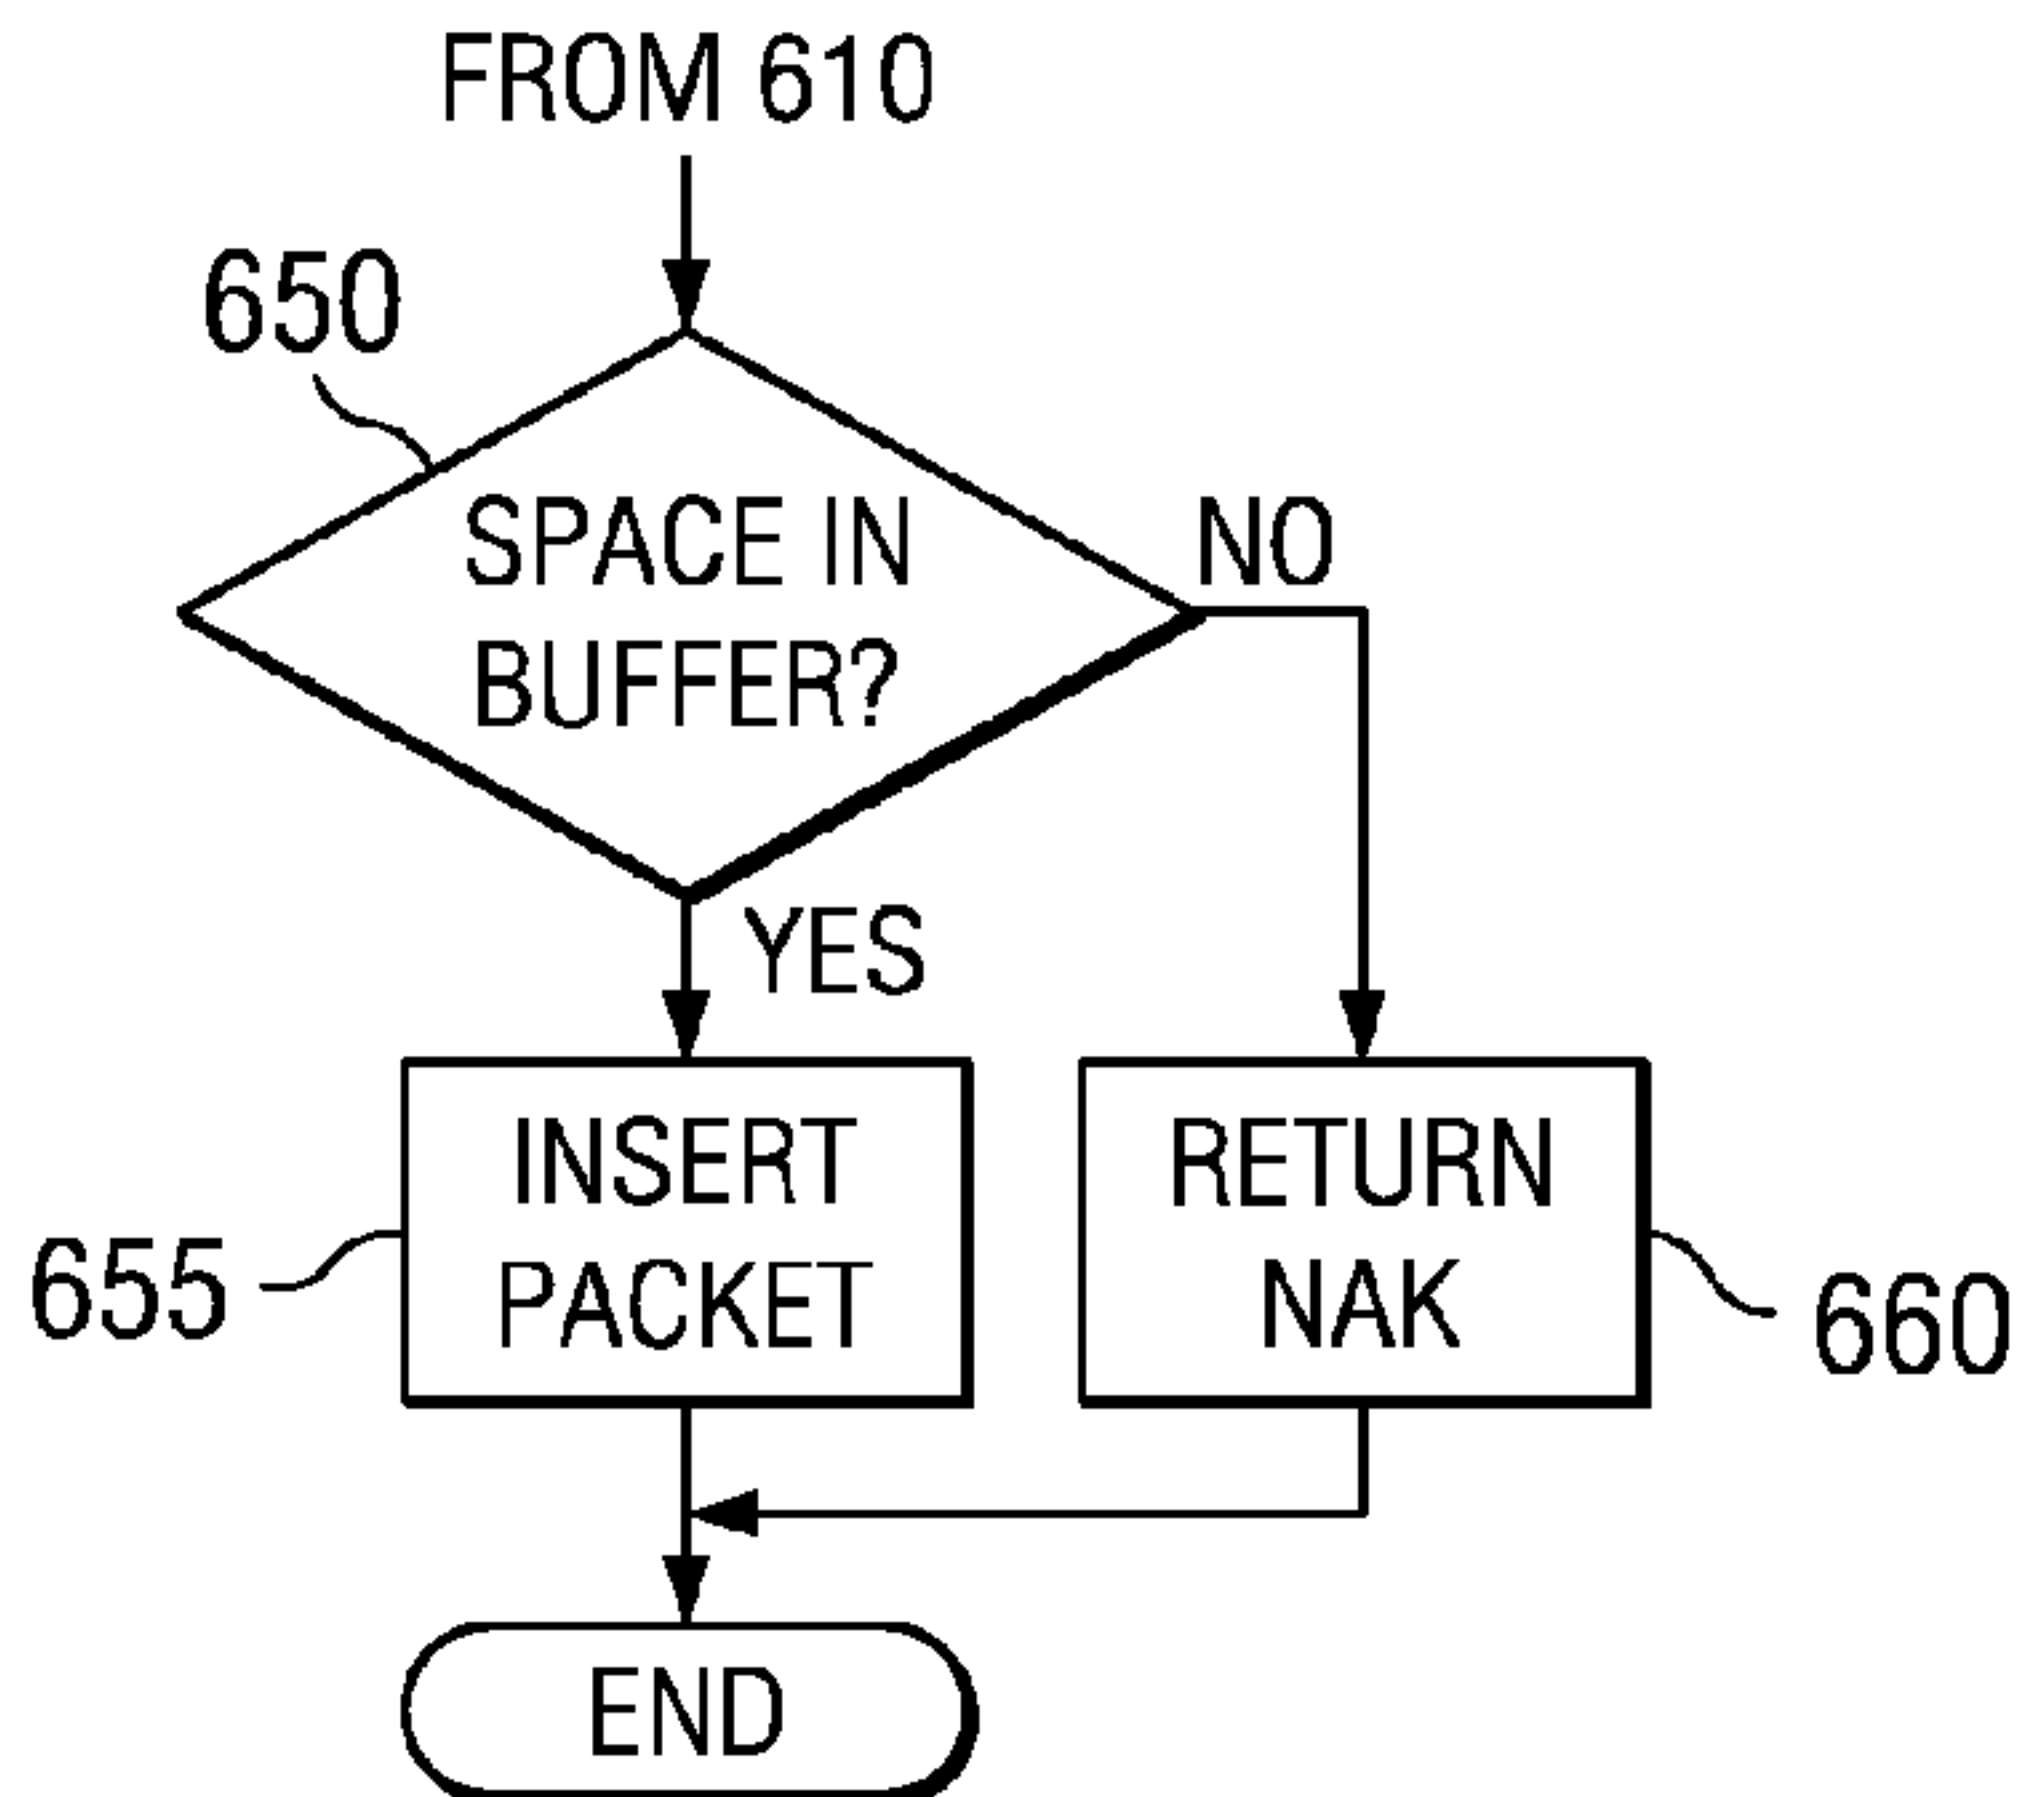 FROM 610
650
SPACE IN
BUFFER?
NO
YES
INSERT
PACKET
655
RETURN
NAK
660
END